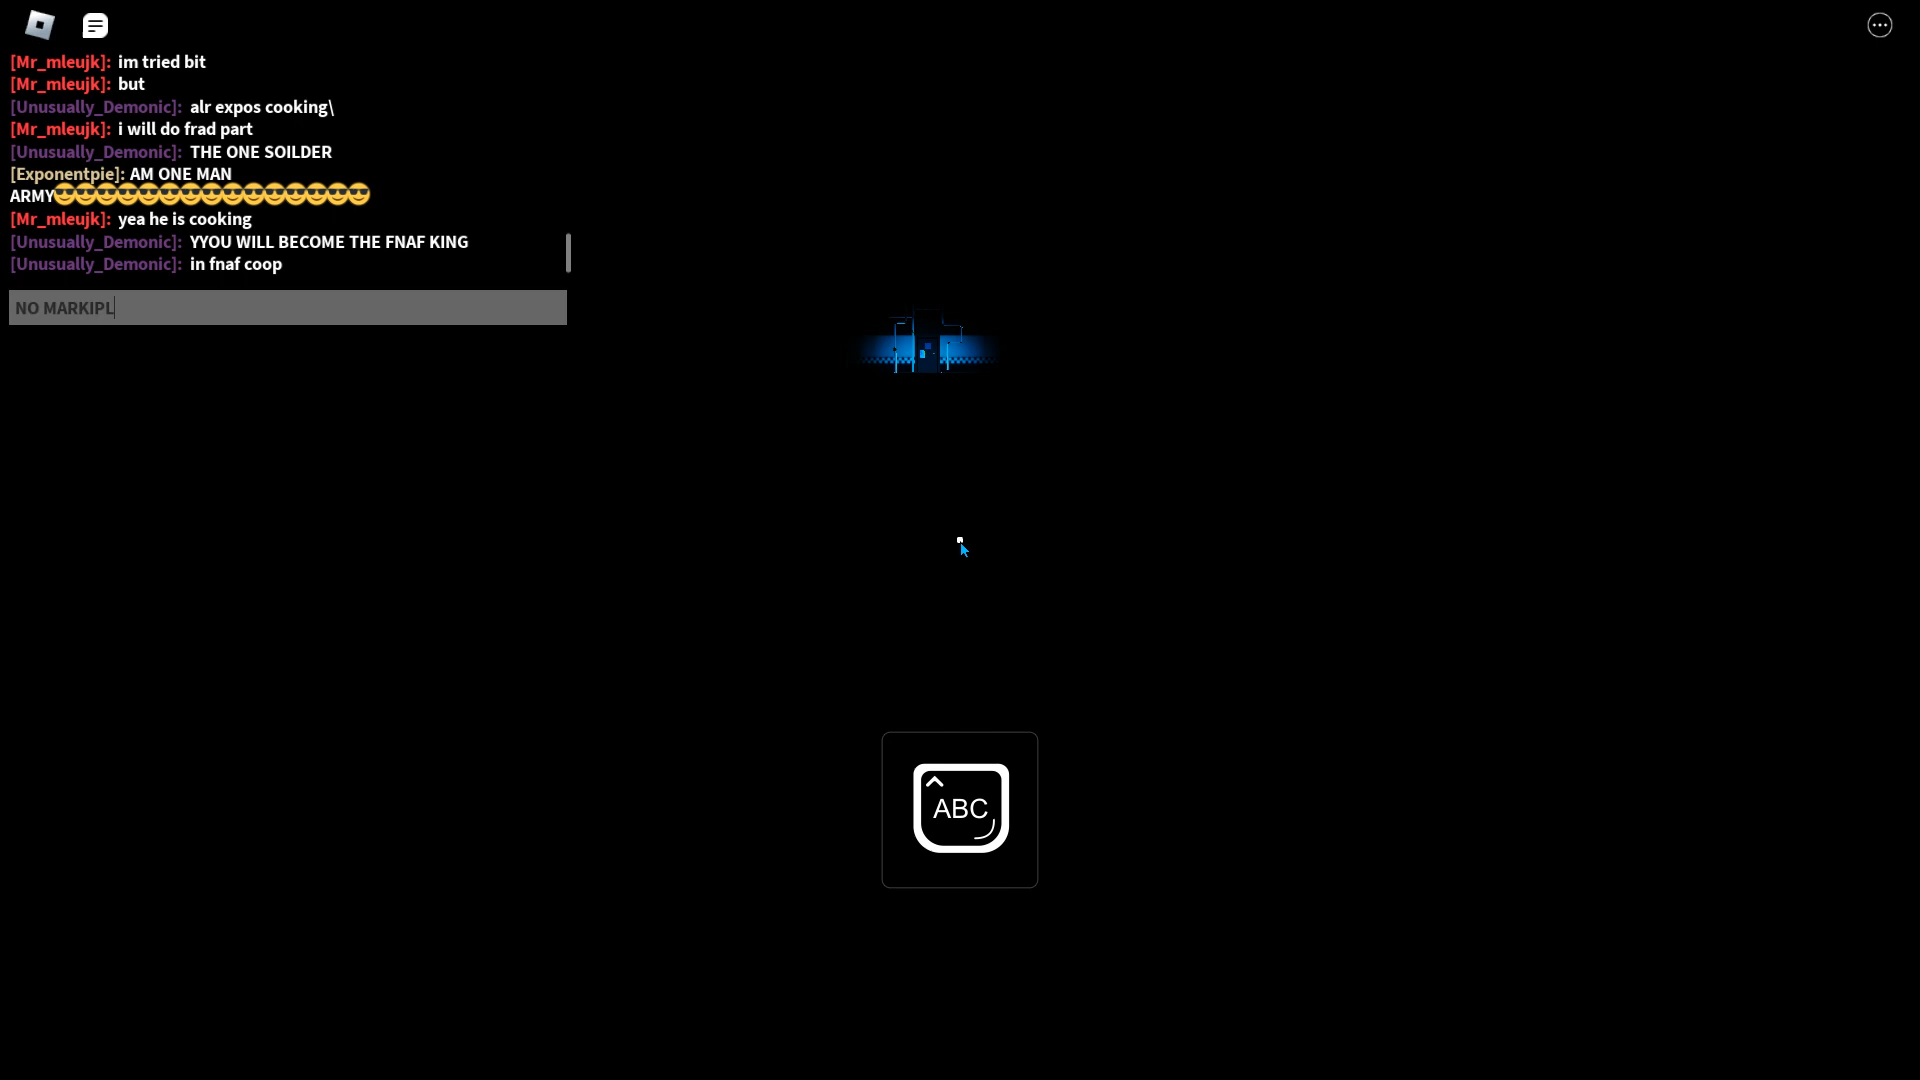 [Mr_mleujk]: im tried bit
[Mr_mleujk]: but
[Unusually_Demonic]: alr expos cooking\
[Mr_mleujk]: i will do frad part
[Unusually_Demonic]: THE ONE SOILDER
[Exponentpie]: AM ONE MAN
ARMY😎😎😎😎😎😎😎😎😎😎😎😎😎😎😎
[Mr_mleujk]: yea he is cooking
[Unusually_Demonic]: YYOU WILL BECOME THE FNAF KING
[Unusually_Demonic]: in fnaf coop
NO MARKIPL
ABC